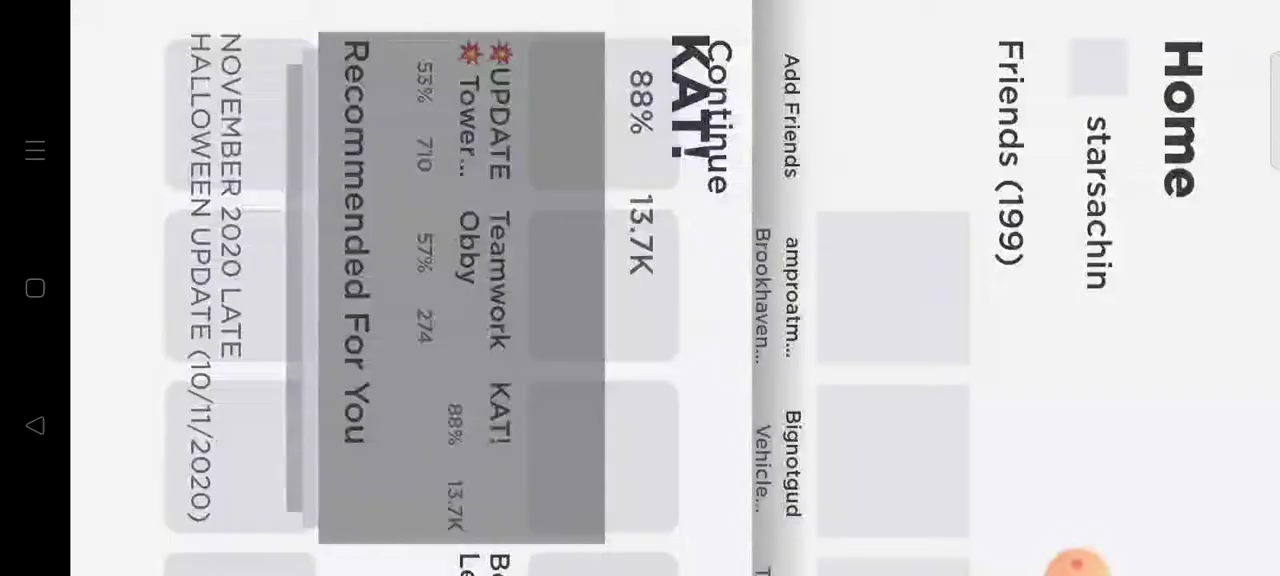 Home
starsachin
Friends (199)
Add Friends
amproatm...
Brookhaven...
Bignotgud
Vehicle...
T
Continue
KAT!
88% 13.7K
💥UPDATE
💥 Tower...
53% 710
Teamwork
Obby
57% 274
KAT!
88% 13.7K
Be
Le
Recommended For You
NOVEMBER 2020 LATE
HALLOWEEN UPDATE (10/11/2020)